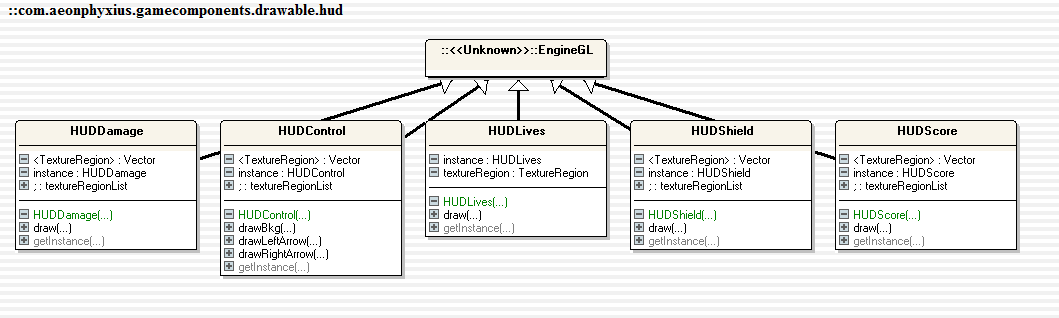 ::com.aeonphyxius.gamecomponents.drawable.hud
::<<Unknown>>::EngineGL
HUDDamage
<TextureRegion> : Vector
instance : HUDDamage
; : textureRegionList
HUDDamage(...)
draw(...)
getInstance(...)
HUDControl
<TextureRegion> : Vector
instance : HUDControl
; : textureRegionList
HUDControl(...)
drawBkg(...)
drawLeftArrow(...)
drawRightArrow(...)
getInstance(...)
HUDLives
instance : HUDLives
textureRegion : TextureRegion
HUDLives(...)
draw(...)
getInstance(...)
HUDShield
<TextureRegion> : Vector
instance : HUDShield
; : textureRegionList
HUDShield(...)
draw(...)
getInstance(...)
HUDScore
<TextureRegion> : Vector
instance : HUDScore
; : textureRegionList
HUDScore(...)
draw(...)
getInstance(...)